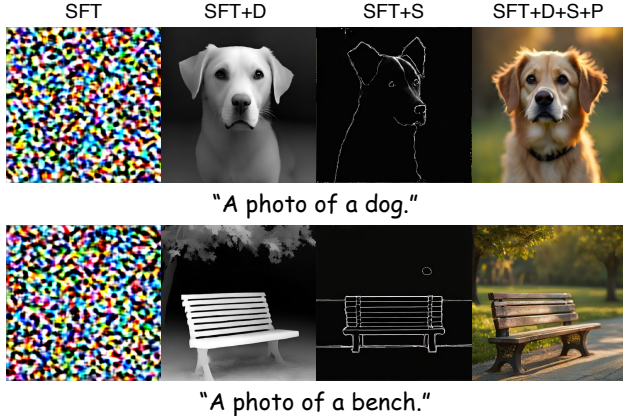 SFT SFT+D SFT+S SFT+D+S+P
“A photo of a dog.”
“A photo of a bench.”